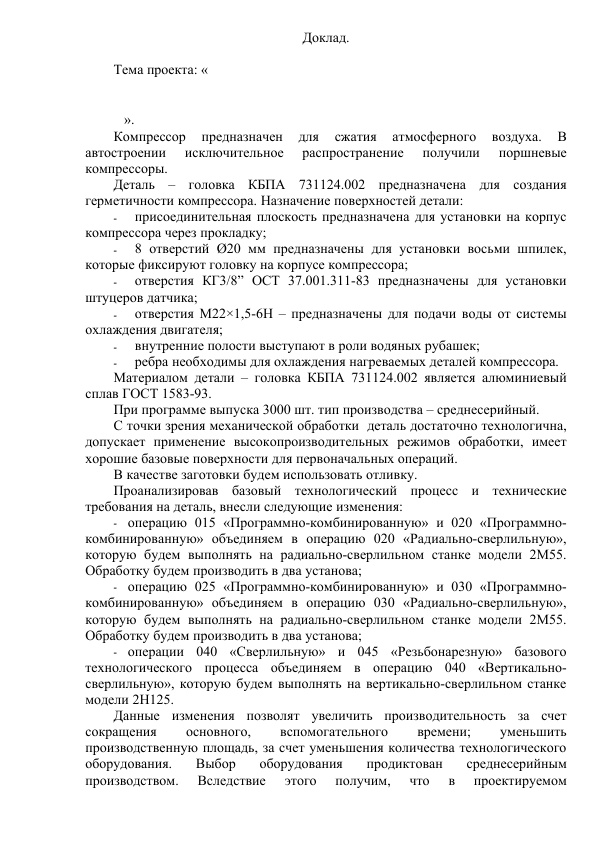 Доклад.
Тема проекта: «
».
Компрессор предназначен для сжатия атмосферного воздуха. В
автостроении исключительное распространение получили поршневые
компрессоры.
Деталь – головка КБПА 731124.002 предназначена для создания
герметичности компрессора. Назначение поверхностей детали:
- присоединительная плоскость предназначена для установки на корпус
компрессора через прокладку;
- 8 отверстий Ø20 мм предназначены для установки восьми шпилек,
которые фиксируют головку на корпусе компрессора;
- отверстия КГ3/8” ОСТ 37.001.311-83 предназначены для установки
штуцеров датчика;
- отверстия М22×1,5-6Н – предназначены для подачи воды от системы
охлаждения двигателя;
- внутренние полости выступают в роли водяных рубашек;
- ребра необходимы для охлаждения нагреваемых деталей компрессора.
Материалом детали – головка КБПА 731124.002 является алюминиевый
сплав ГОСТ 1583-93.
При программе выпуска 3000 шт. тип производства – среднесерийный.
С точки зрения механической обработки деталь достаточно технологична,
допускает применение высокопроизводительных режимов обработки, имеет
хорошие базовые поверхности для первоначальных операций.
В качестве заготовки будем использовать отливку.
Проанализировав базовый технологический процесс и технические
требования на деталь, внесли следующие изменения:
- операцию 015 «Программно-комбинированную» и 020 «Программно-
комбинированную» объединяем в операцию 020 «Радиально-сверлильную»,
которую будем выполнять на радиально-сверлильном станке модели 2М55.
Обработку будем производить в два установа;
- операцию 025 «Программно-комбинированную» и 030 «Программно-
комбинированную» объединяем в операцию 030 «Радиально-сверлильную»,
которую будем выполнять на радиально-сверлильном станке модели 2М55.
Обработку будем производить в два установа;
- операции 040 «Сверлильную» и 045 «Резьбонарезную» базового
технологического процесса объединяем в операцию 040 «Вертикально-
сверлильную», которую будем выполнять на вертикально-сверлильном станке
модели 2Н125.
Данные изменения позволят увеличить производительность за счет
сокращения основного, вспомогательного времени; уменьшить
производственную площадь, за счет уменьшения количества технологического
оборудования. Выбор оборудования продиктован среднесерийным
производством. Вследствие этого получим, что в проектируемом